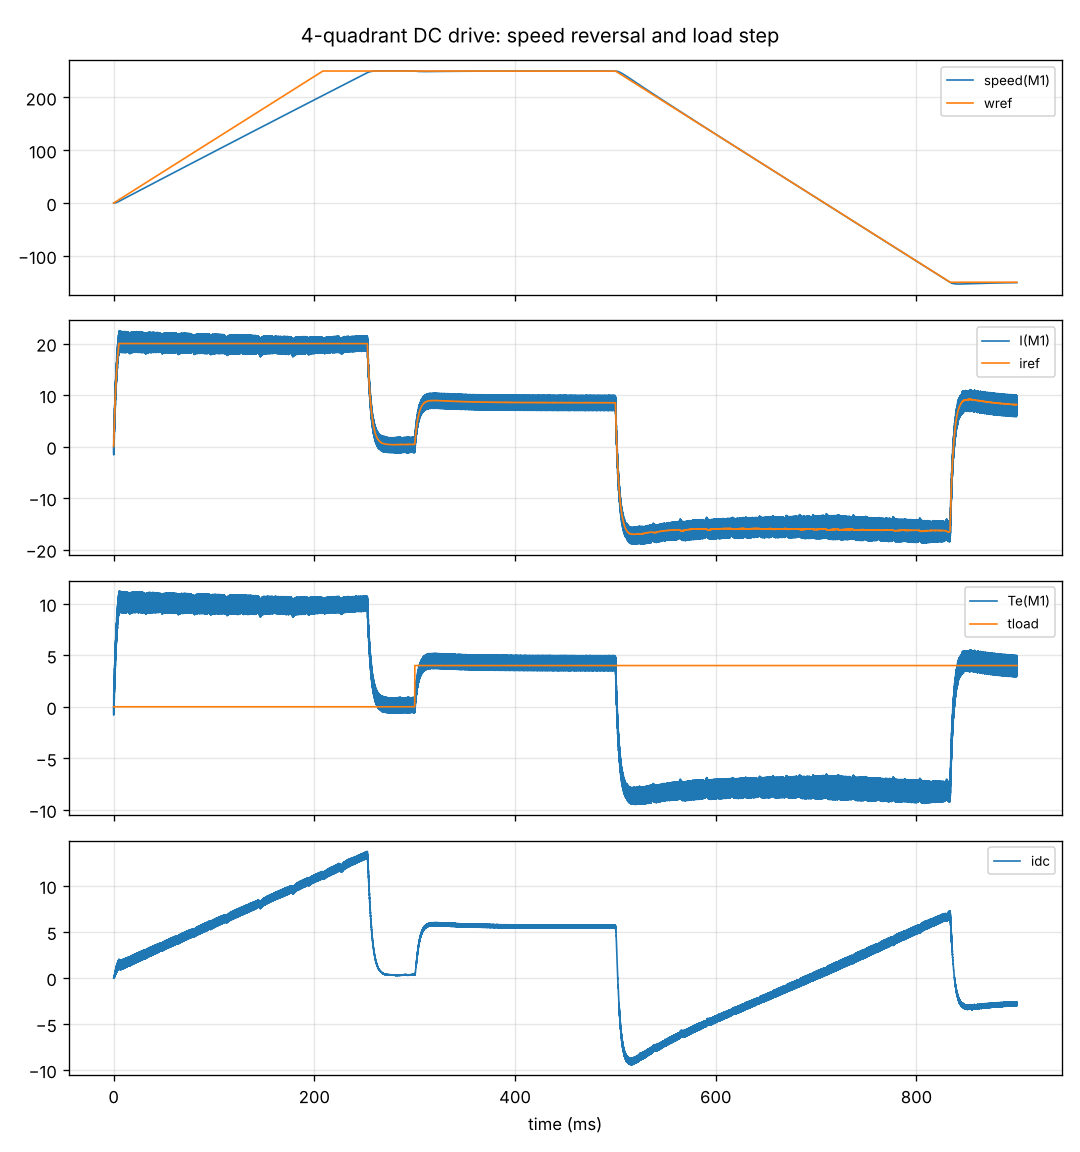 4-quadrant DC drive: speed reversal and load step
200
100
0
−100
speed(M1)
wref
20
10
0
−10
−20
I(M1)
iref
10
5
0
−5
−10
Te(M1)
tload
10
5
0
−5
−10
idc
0 200 400 600 800
time (ms)